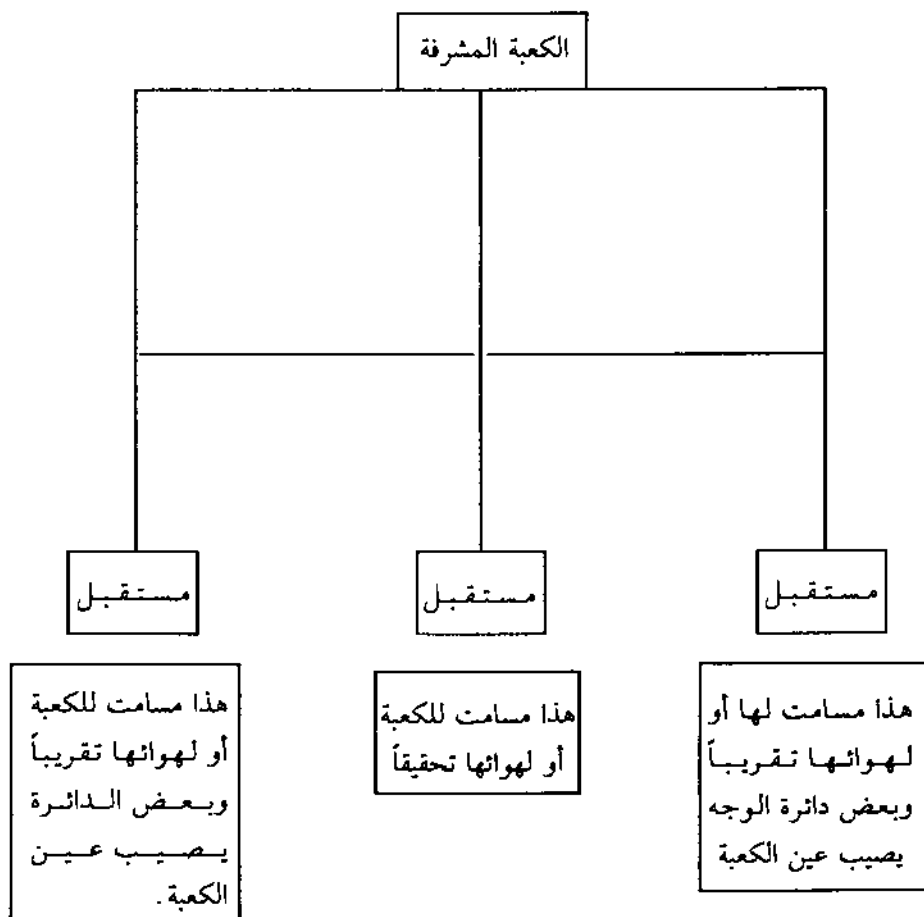 الكعبة المشرفة
مستقبل
مستقبل
مستقبل
هذا مسامت لها أو
لهوائها تقريباً
وبعض دائرة الوجه
يصيب عين الكعبة
هذا مسامت للكعبة
أو لهوائها تحقيقاً
هذا مسامت للكعبة
أو لهوائها تقريباً
وبعض الدائرة
يصيب عين
الكعبة.